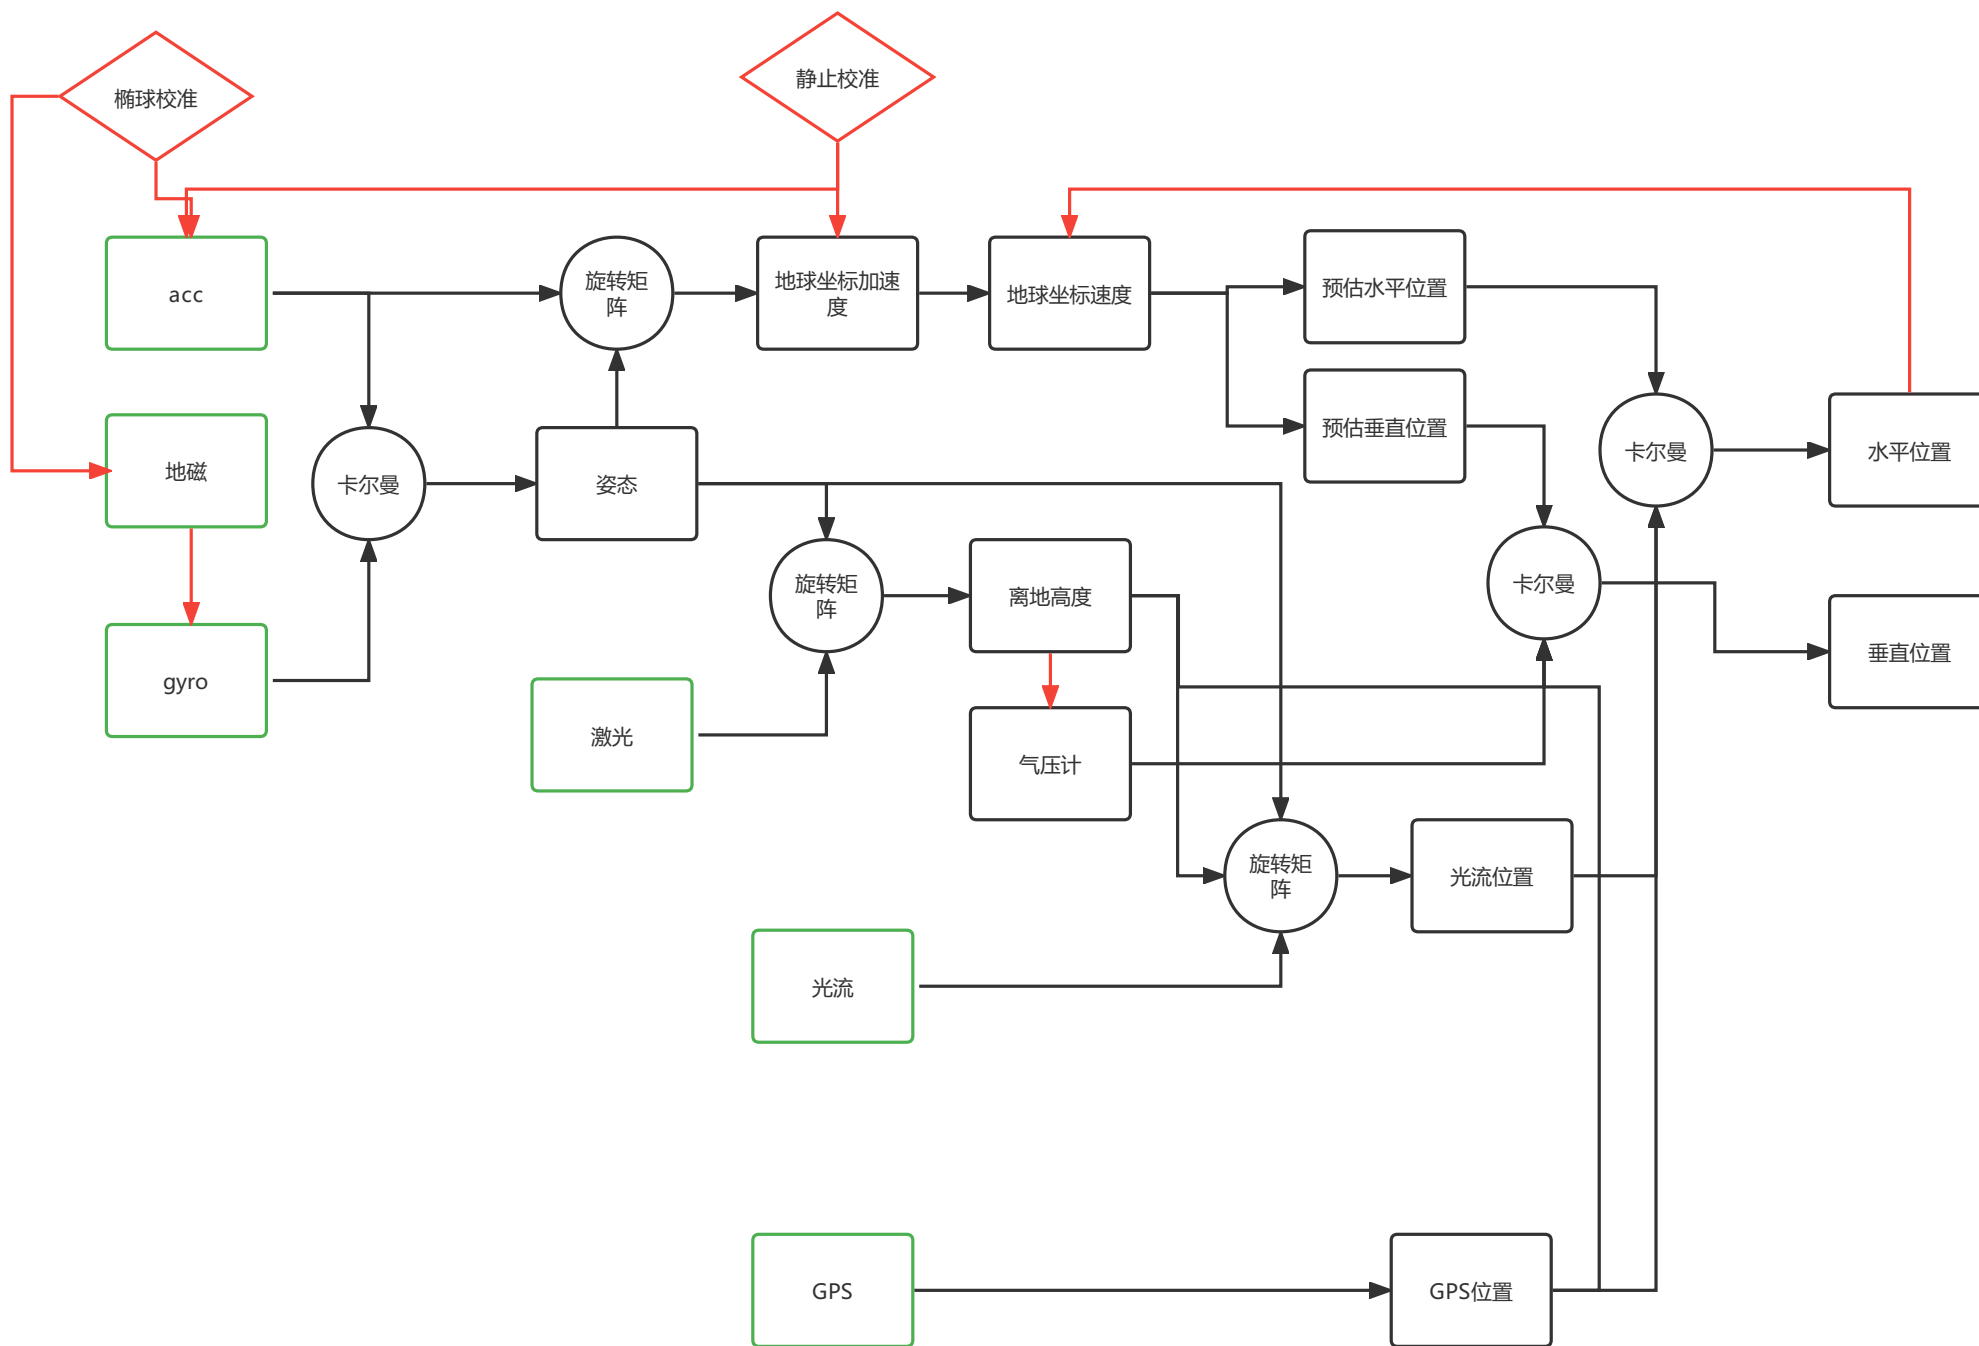 椭球校准
静止校准
acc
旋转矩
阵
地球坐标加速
度
地球坐标速度
预估水平位置
预估垂直位置
地磁
卡尔曼
姿态
卡尔曼
水平位置
旋转矩
阵
离地高度
卡尔曼
垂直位置
gyro
激光
气压计
旋转矩
阵
光流位置
光流
GPS
GPS位置